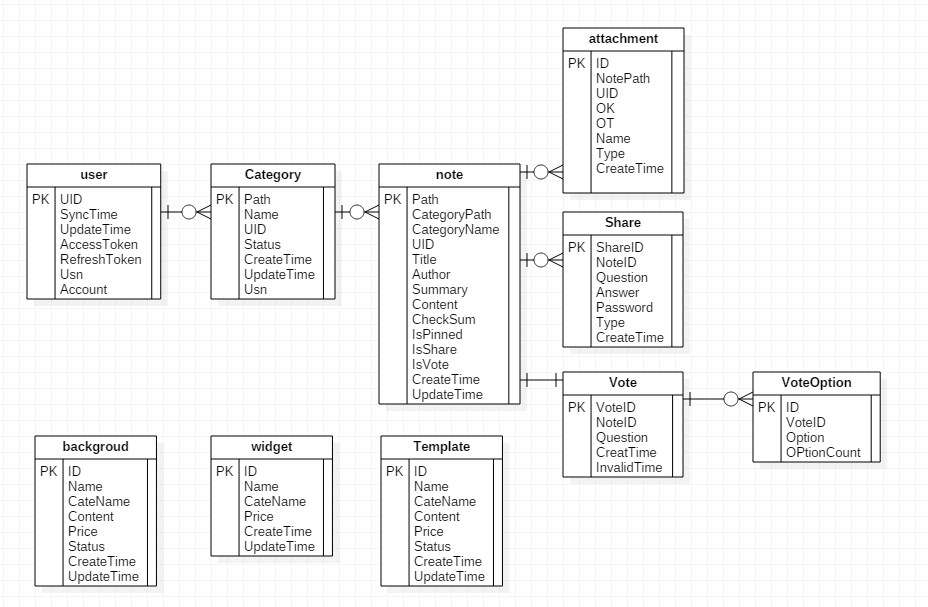 attachment
PK ID
NotePath
UID
OK
OT
Name
Type
CreateTime
user
PK UID
SyncTime
UpdateTime
AccessToken
RefreshToken
Usn
Account
Category
PK Path
Name
UID
Status
CreateTime
UpdateTime
Usn
note
PK Path
CategoryPath
CategoryName
UID
Title
Author
Summary
Content
CheckSum
IsPinned
IsShare
IsVote
CreateTime
UpdateTime
Share
PK ShareID
NoteID
Question
Answer
Password
Type
CreateTime
Vote
PK VoteID
NoteID
Question
CreatTime
InvalidTime
VoteOption
PK ID
VoteID
Option
OPtionCount
backgroud
PK ID
Name
CateName
Content
Price
Status
CreateTime
UpdateTime
widget
PK ID
Name
CateName
Price
CreateTime
UpdateTime
Template
PK ID
Name
CateName
Content
Price
Status
CreateTime
UpdateTime